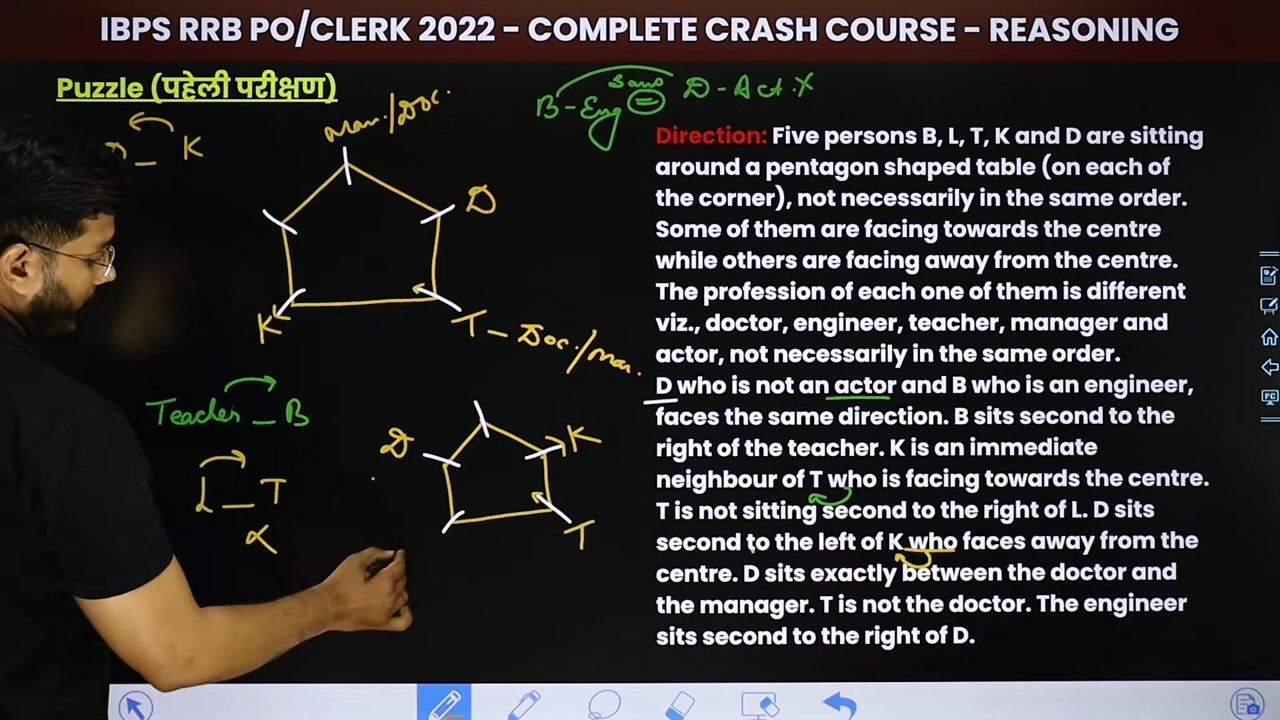 IBPS RRB PO/CLERK 2022 - COMPLETE CRASH COURSE - REASONING
Puzzle (पहेली परीक्षण)
B-Eng same D-Act. X
K
Man./Doc.
D
K
T - Doc./Man.
Teacher _ B
L _ T
D
K
T
Direction: Five persons B, L, T, K and D are sitting
around a pentagon shaped table (on each of
the corner), not necessarily in the same order.
Some of them are facing towards the centre
while others are facing away from the centre.
The profession of each one of them is different
viz., doctor, engineer, teacher, manager and
actor, not necessarily in the same order.
D who is not an actor and B who is an engineer,
faces the same direction. B sits second to the
right of the teacher. K is an immediate
neighbour of T who is facing towards the centre.
T is not sitting second to the right of L. D sits
second to the left of K who faces away from the
centre. D sits exactly between the doctor and
the manager. T is not the doctor. The engineer
sits second to the right of D.
PC